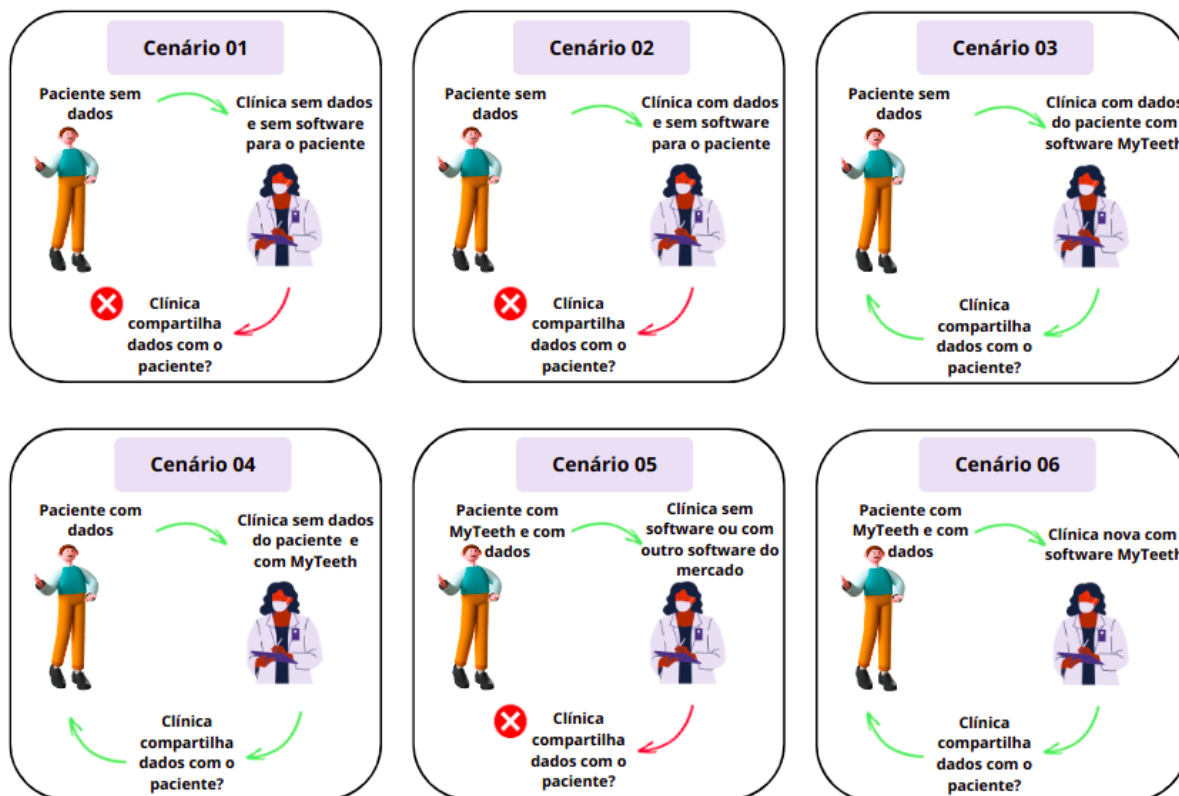 Cenário 01
Paciente sem
dados
Clínica sem dados
e sem software
para o paciente
Clínica
compartilha
dados com o
paciente?
Cenário 02
Paciente sem
dados
Clínica com dados
e sem software
para o paciente
Clínica
compartilha
dados com o
paciente?
Cenário 03
Paciente sem
dados
Clínica com dados
do paciente com
software MyTeeth
Clínica
compartilha
dados com o
paciente?
Cenário 04
Paciente com
dados
Clínica sem dados
do paciente e
com MyTeeth
Clínica
compartilha
dados com o
paciente?
Cenário 05
Paciente com
MyTeeth e com
dados
Clínica sem
software ou com
outro software do
mercado
Clínica
compartilha
dados com o
paciente?
Cenário 06
Paciente com
MyTeeth e com
dados
Clínica nova com
software MyTeeth
Clínica
compartilha
dados com o
paciente?